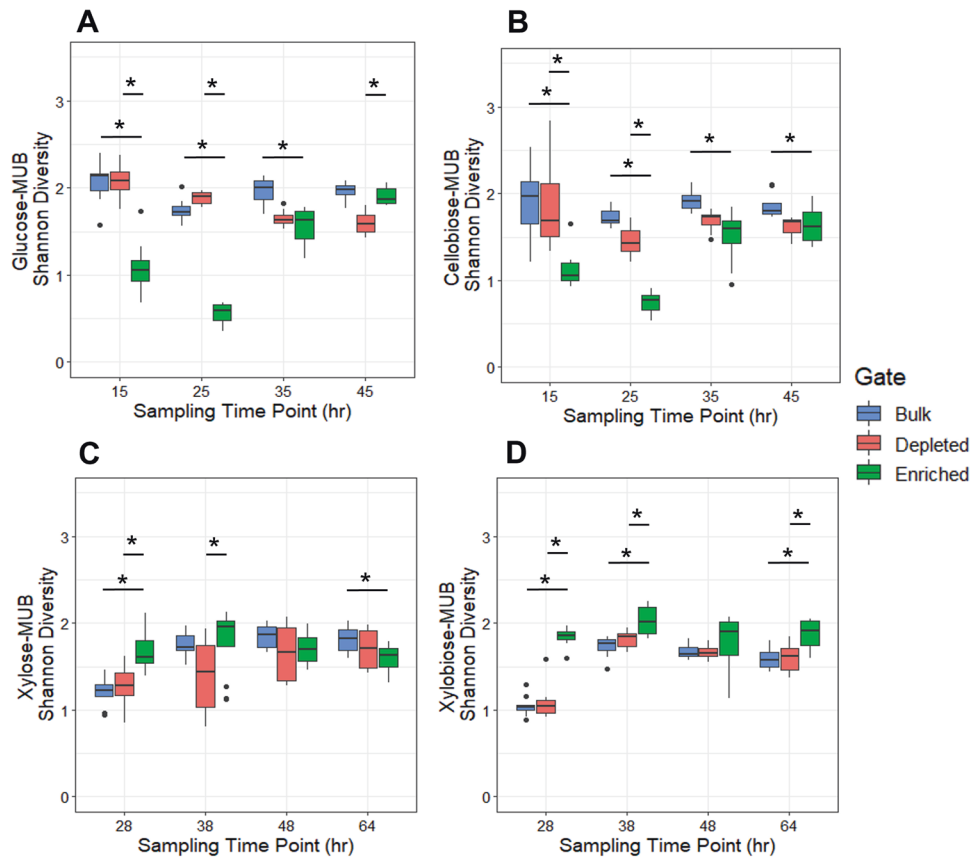 A
Glucose-MUB
Shannon Diversity
3
2
1
0
* * * * * * *
15 25 35 45
Sampling Time Point (hr)
B
Cellobiose-MUB
Shannon Diversity
3
2
1
0
* * * * * *
15 25 35 45
Sampling Time Point (hr)
Gate
Bulk
Depleted
Enriched
C
Xylose-MUB
Shannon Diversity
3
2
1
0
* * * *
28 38 48 64
Sampling Time Point (hr)
D
Xylobiose-MUB
Shannon Diversity
3
2
1
0
* * * * * *
28 38 48 64
Sampling Time Point (hr)